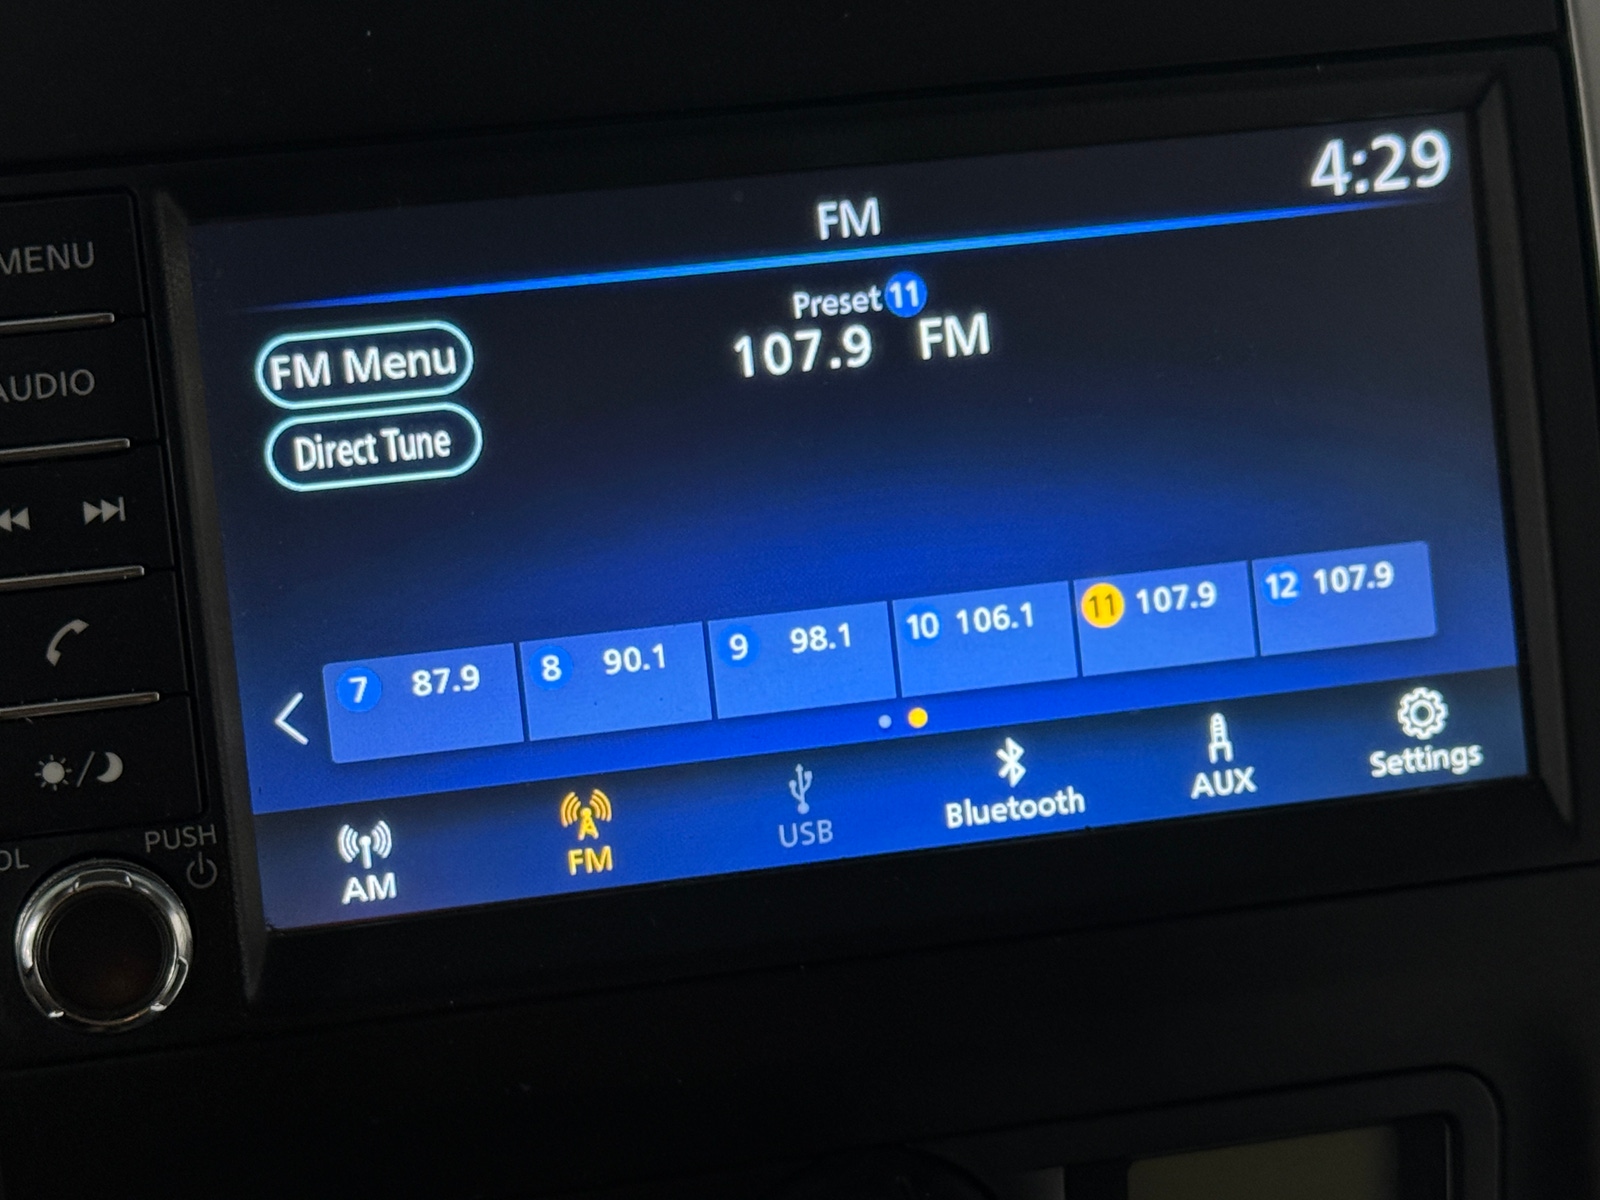 4:29
FM
MENU
Preset 11
107.9 FM
FM Menu
AUDIO
Direct Tune
7 87.9 8 90.1 9 98.1 10 106.1 11 107.9 12 107.9
AM FM USB Bluetooth AUX Settings
PUSH